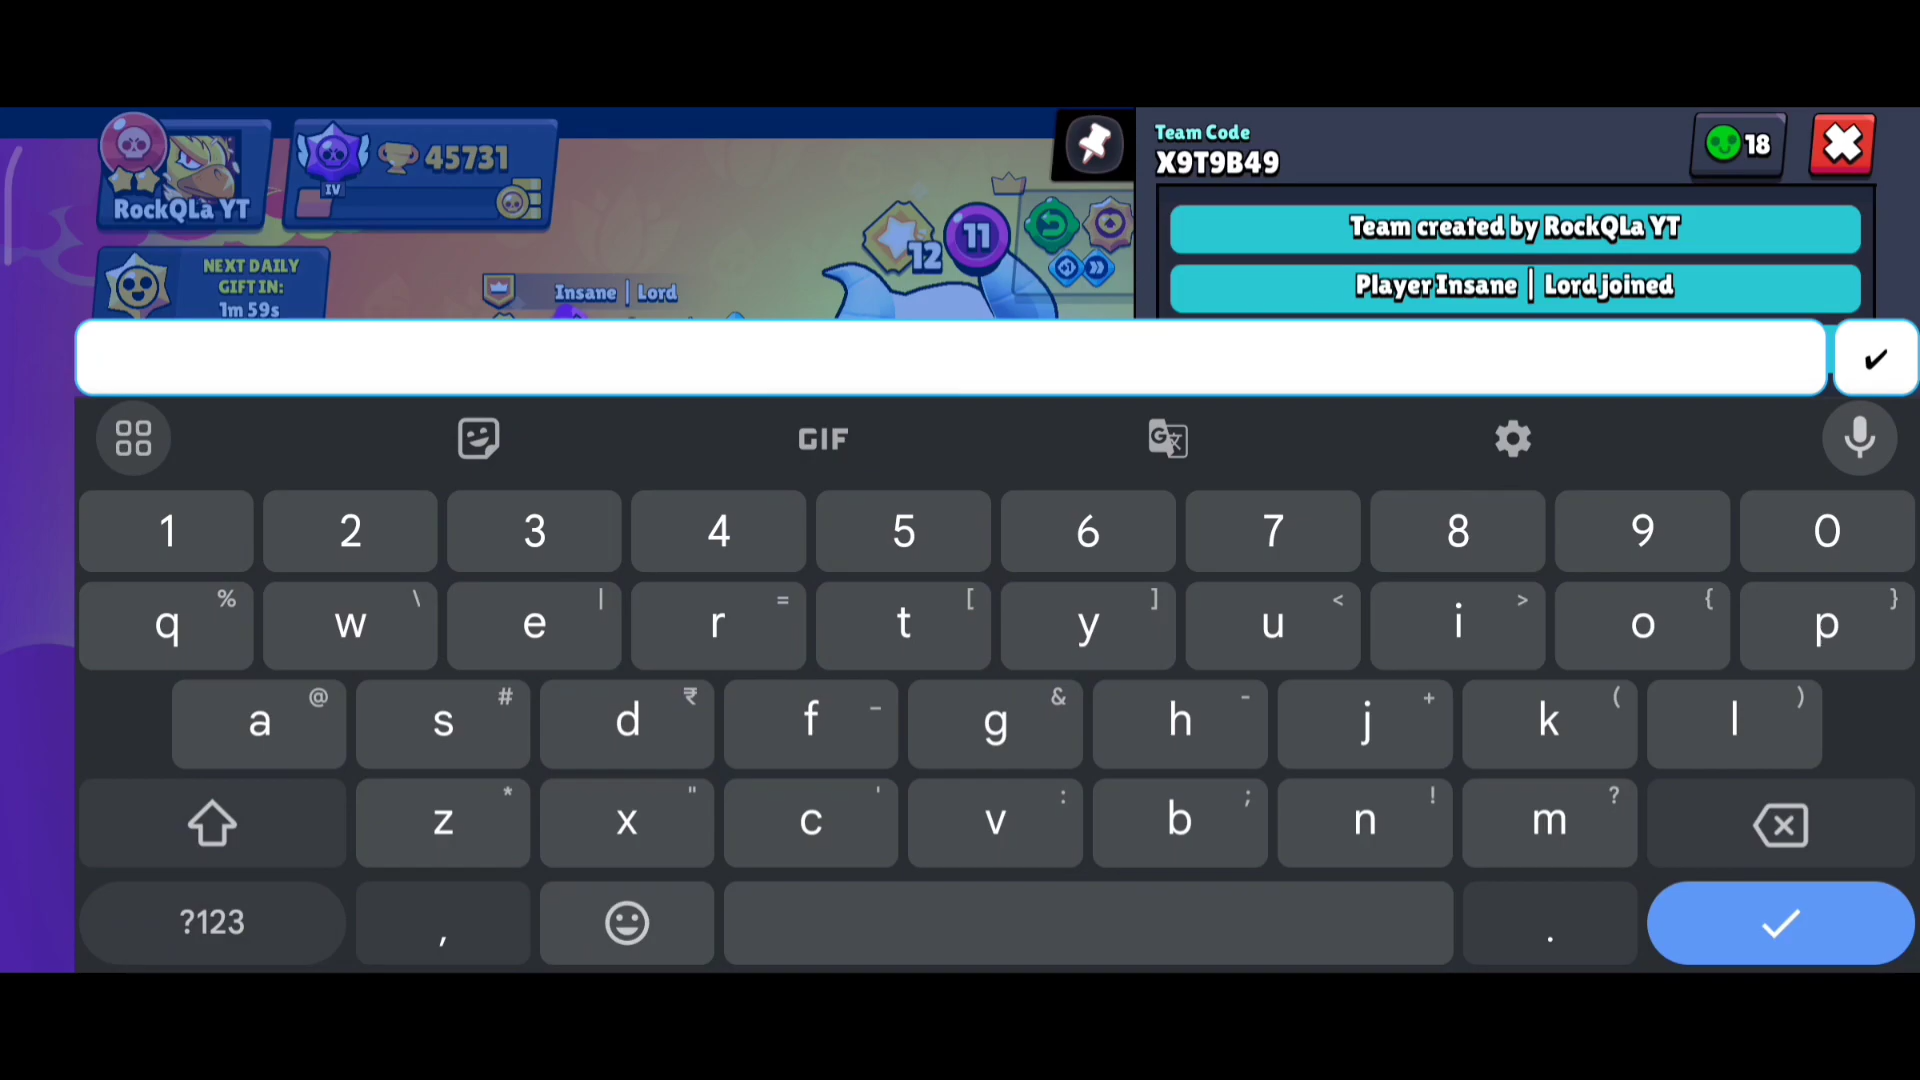 RockQLa YT
IV
45731
NEXT DAILY
GIFT IN:
1m 59s
Insane | Lord
12
11
Team Code
X9T9B49
18
Team created by RockQLa YT
Player Insane | Lord joined
GIF
G
1 2 3 4 5 6 7 8 9 0
q % w \ e | r = t [ y ] u < i > o { p }
a @ s # d ₹ f _ g & h - j + k ( l )
z * x " c ' v : b ; n ! m ?
?123 , .